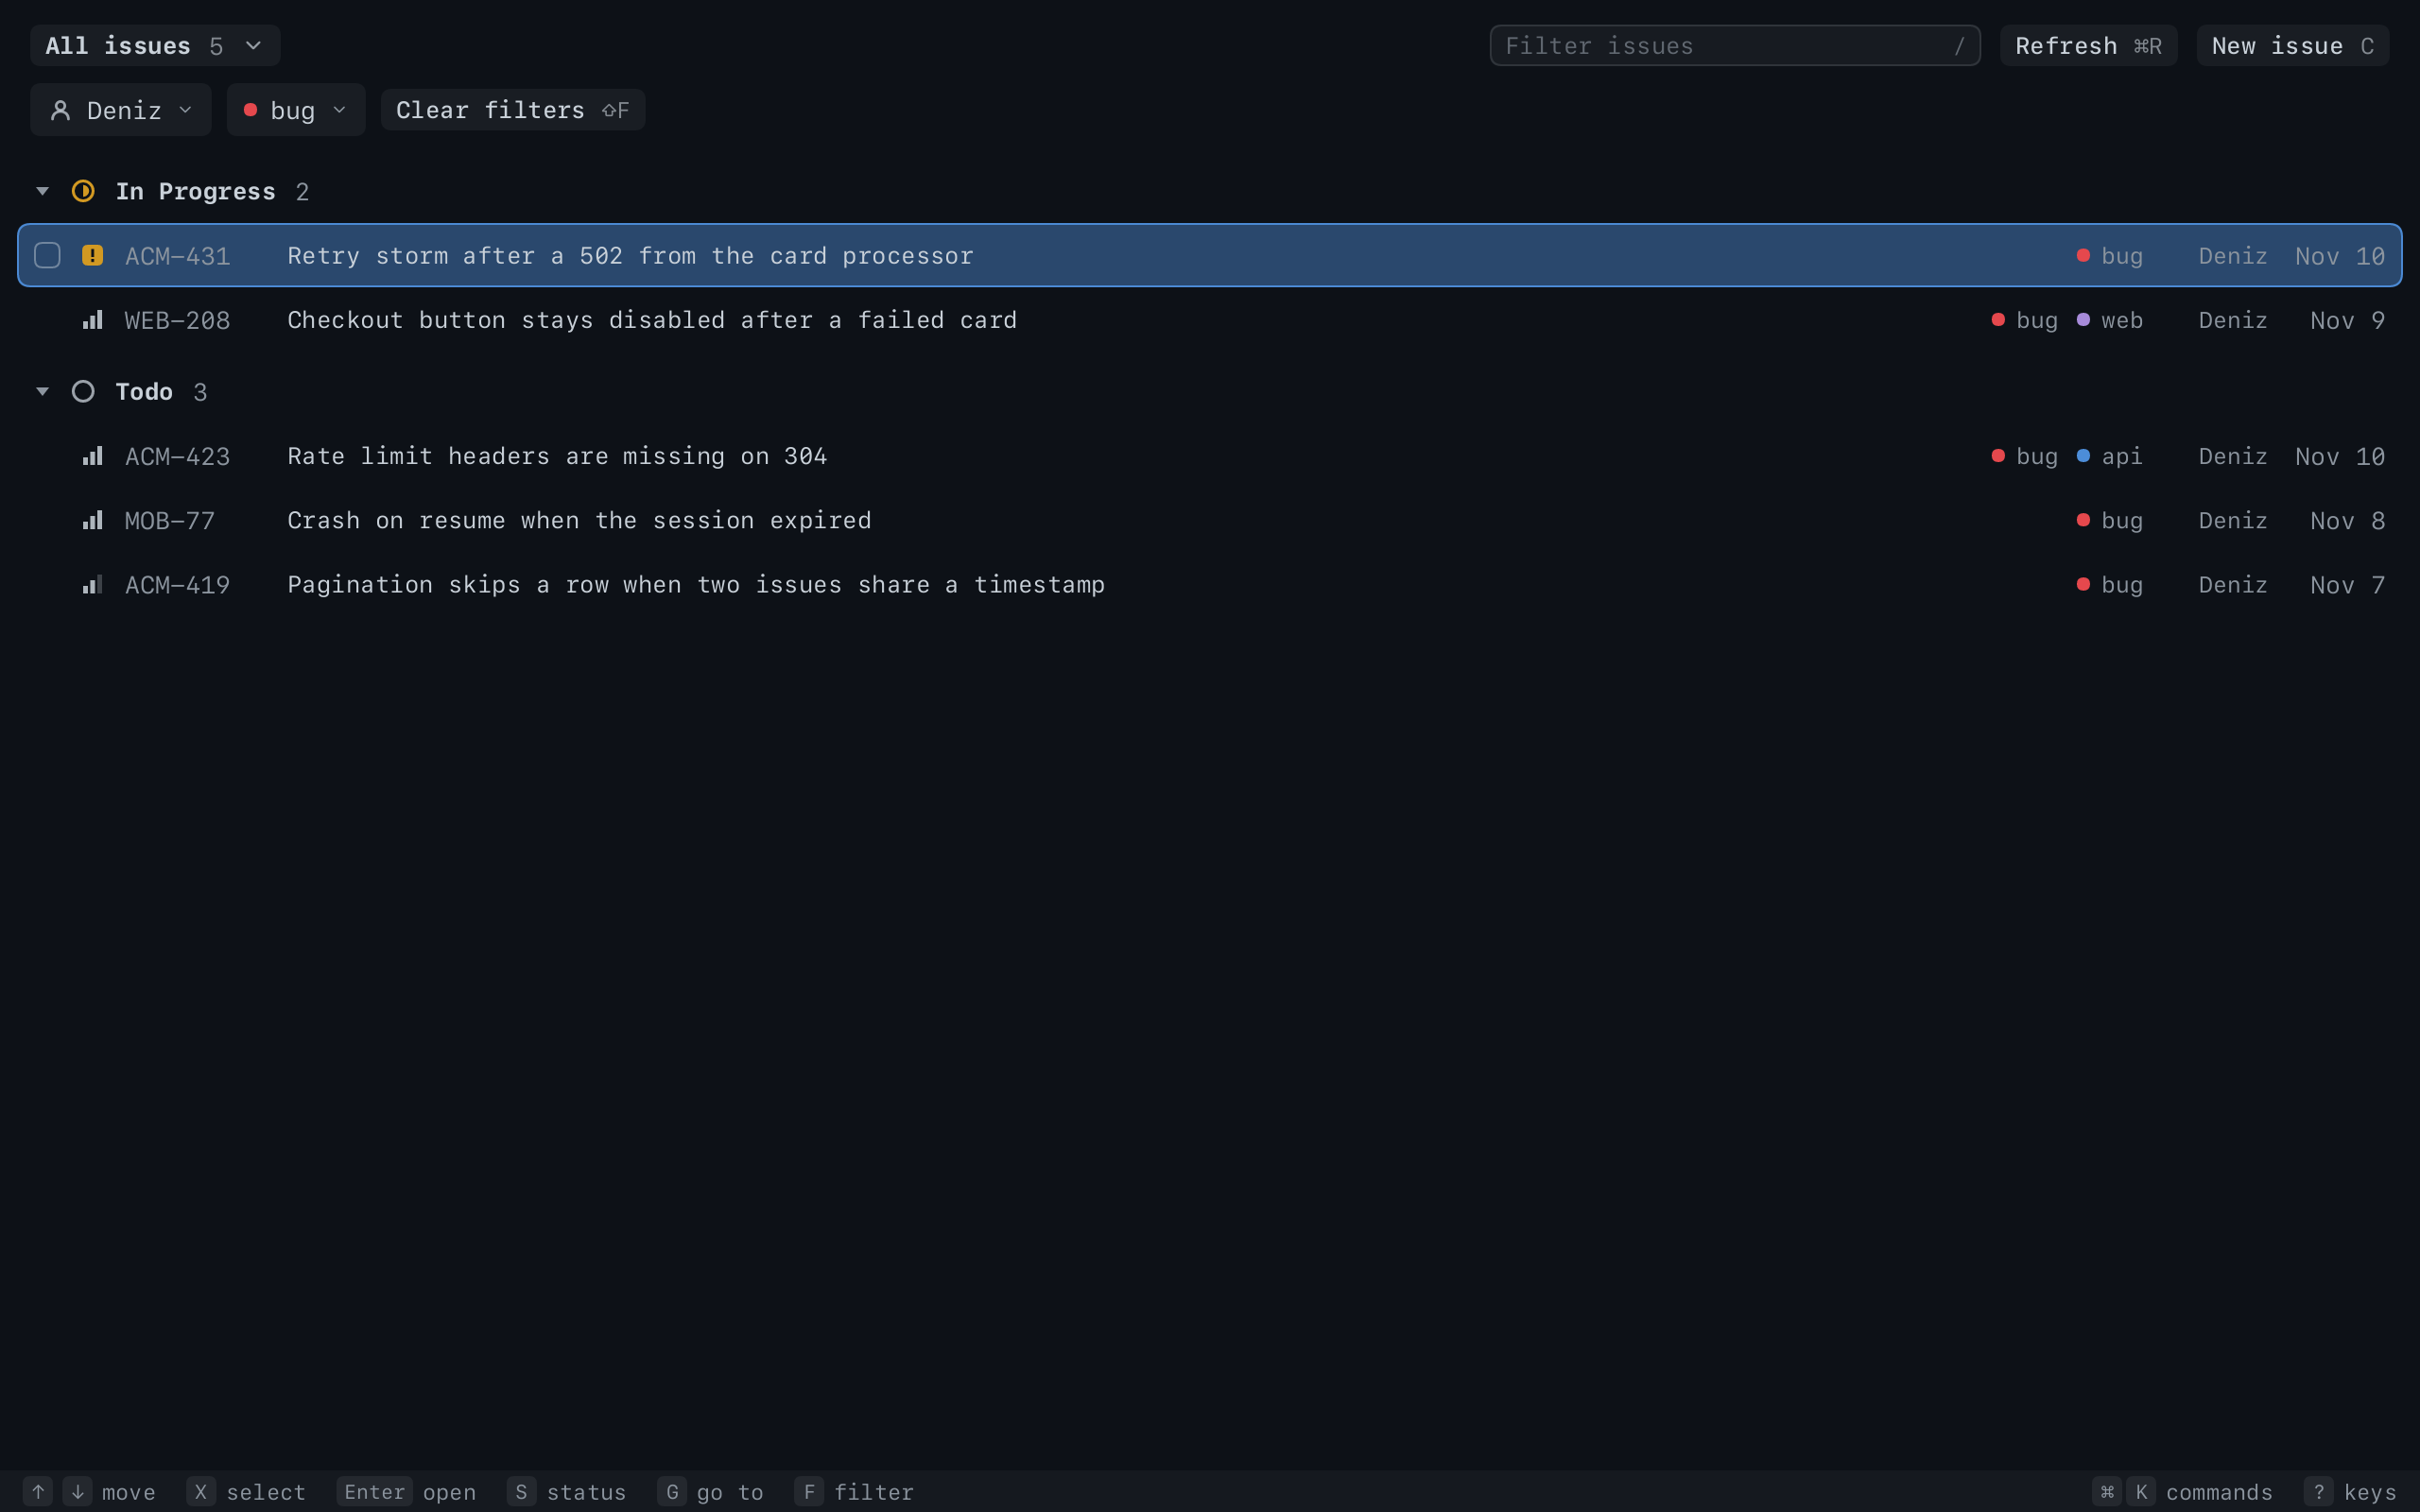 All issues 5 Filter issues / Refresh ⌘R New issue C
Deniz bug Clear filters ⇧F
In Progress 2
ACM-431 Retry storm after a 502 from the card processor bug Deniz Nov 10
WEB-208 Checkout button stays disabled after a failed card bug web Deniz Nov 9
Todo 3
ACM-423 Rate limit headers are missing on 304 bug api Deniz Nov 10
MOB-77 Crash on resume when the session expired bug Deniz Nov 8
ACM-419 Pagination skips a row when two issues share a timestamp bug Deniz Nov 7
↑ ↓ move X select Enter open S status G go to F filter ⌘ K commands ? keys